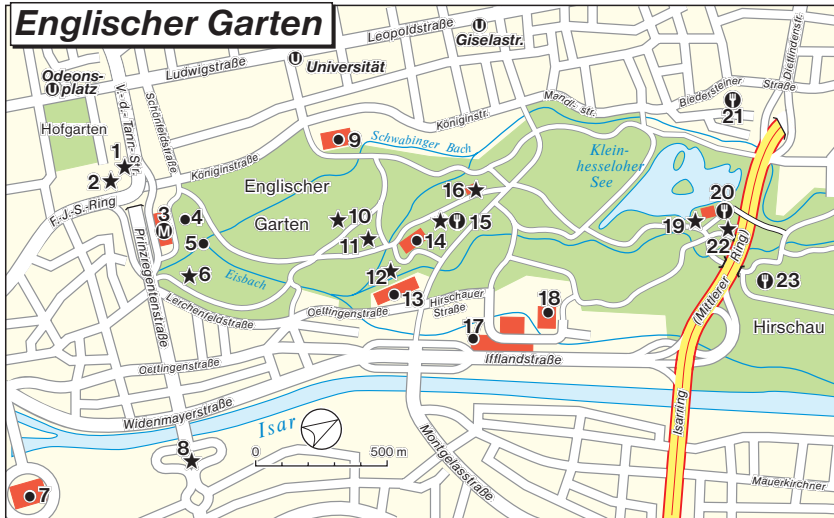 Englischer Garten
Leopoldstraße
U
Giselastr.
Dietlindenstr.
Ludwigstraße
U
Universität
Odeons-
U platz
V.-d.-Tann-Str.
Schönfeldstraße
Biedersteiner Straße
21
Mandl-str.
Königinstr.
Hofgarten
9
Schwabinger Bach
Klein-
hesseloher
See
1
2
Königinstraße
Englischer
Garten
16
20
F.-J.-S.-Ring
3
M
4
5
10
11
14
15
19
22
6
Eisbach
12
13
23
Prinzregentenstraße
Lerchenfeldstraße
Oettingenstraße
Hirschauer
Straße
18
17
(Mittlerer Ring)
Hirschau
Ifflandstraße
Oettingenstraße
Widenmayerstraße
Isar
Isarring
8
0
500 m
Montgelasstraße
7
Mauerkircher